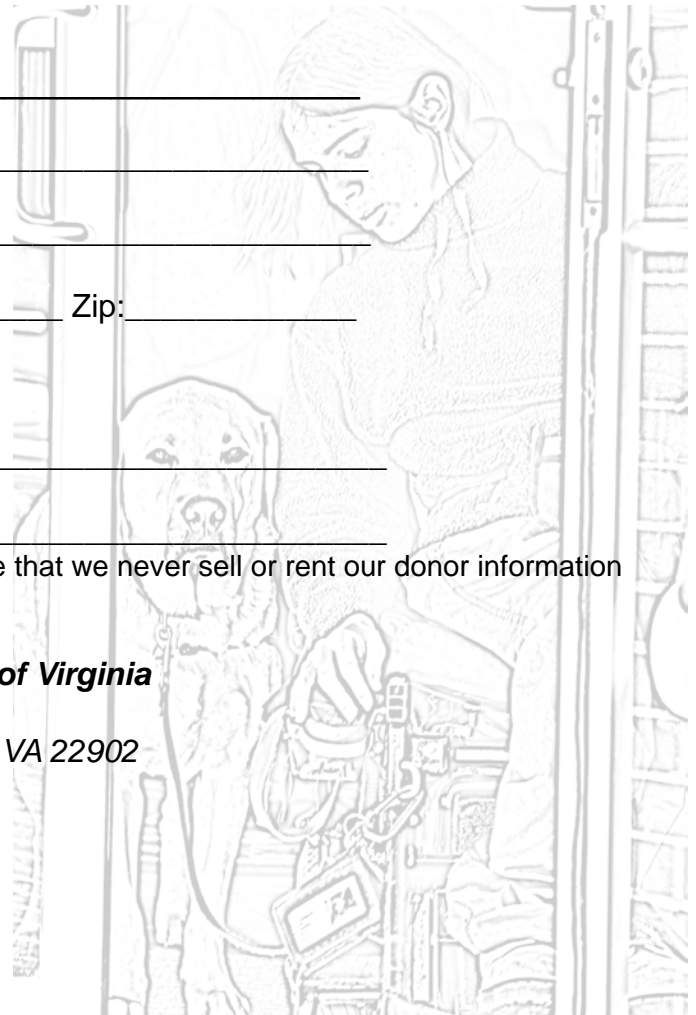 Zip:
e that we never sell or rent our donor information
of Virginia
VA 22902